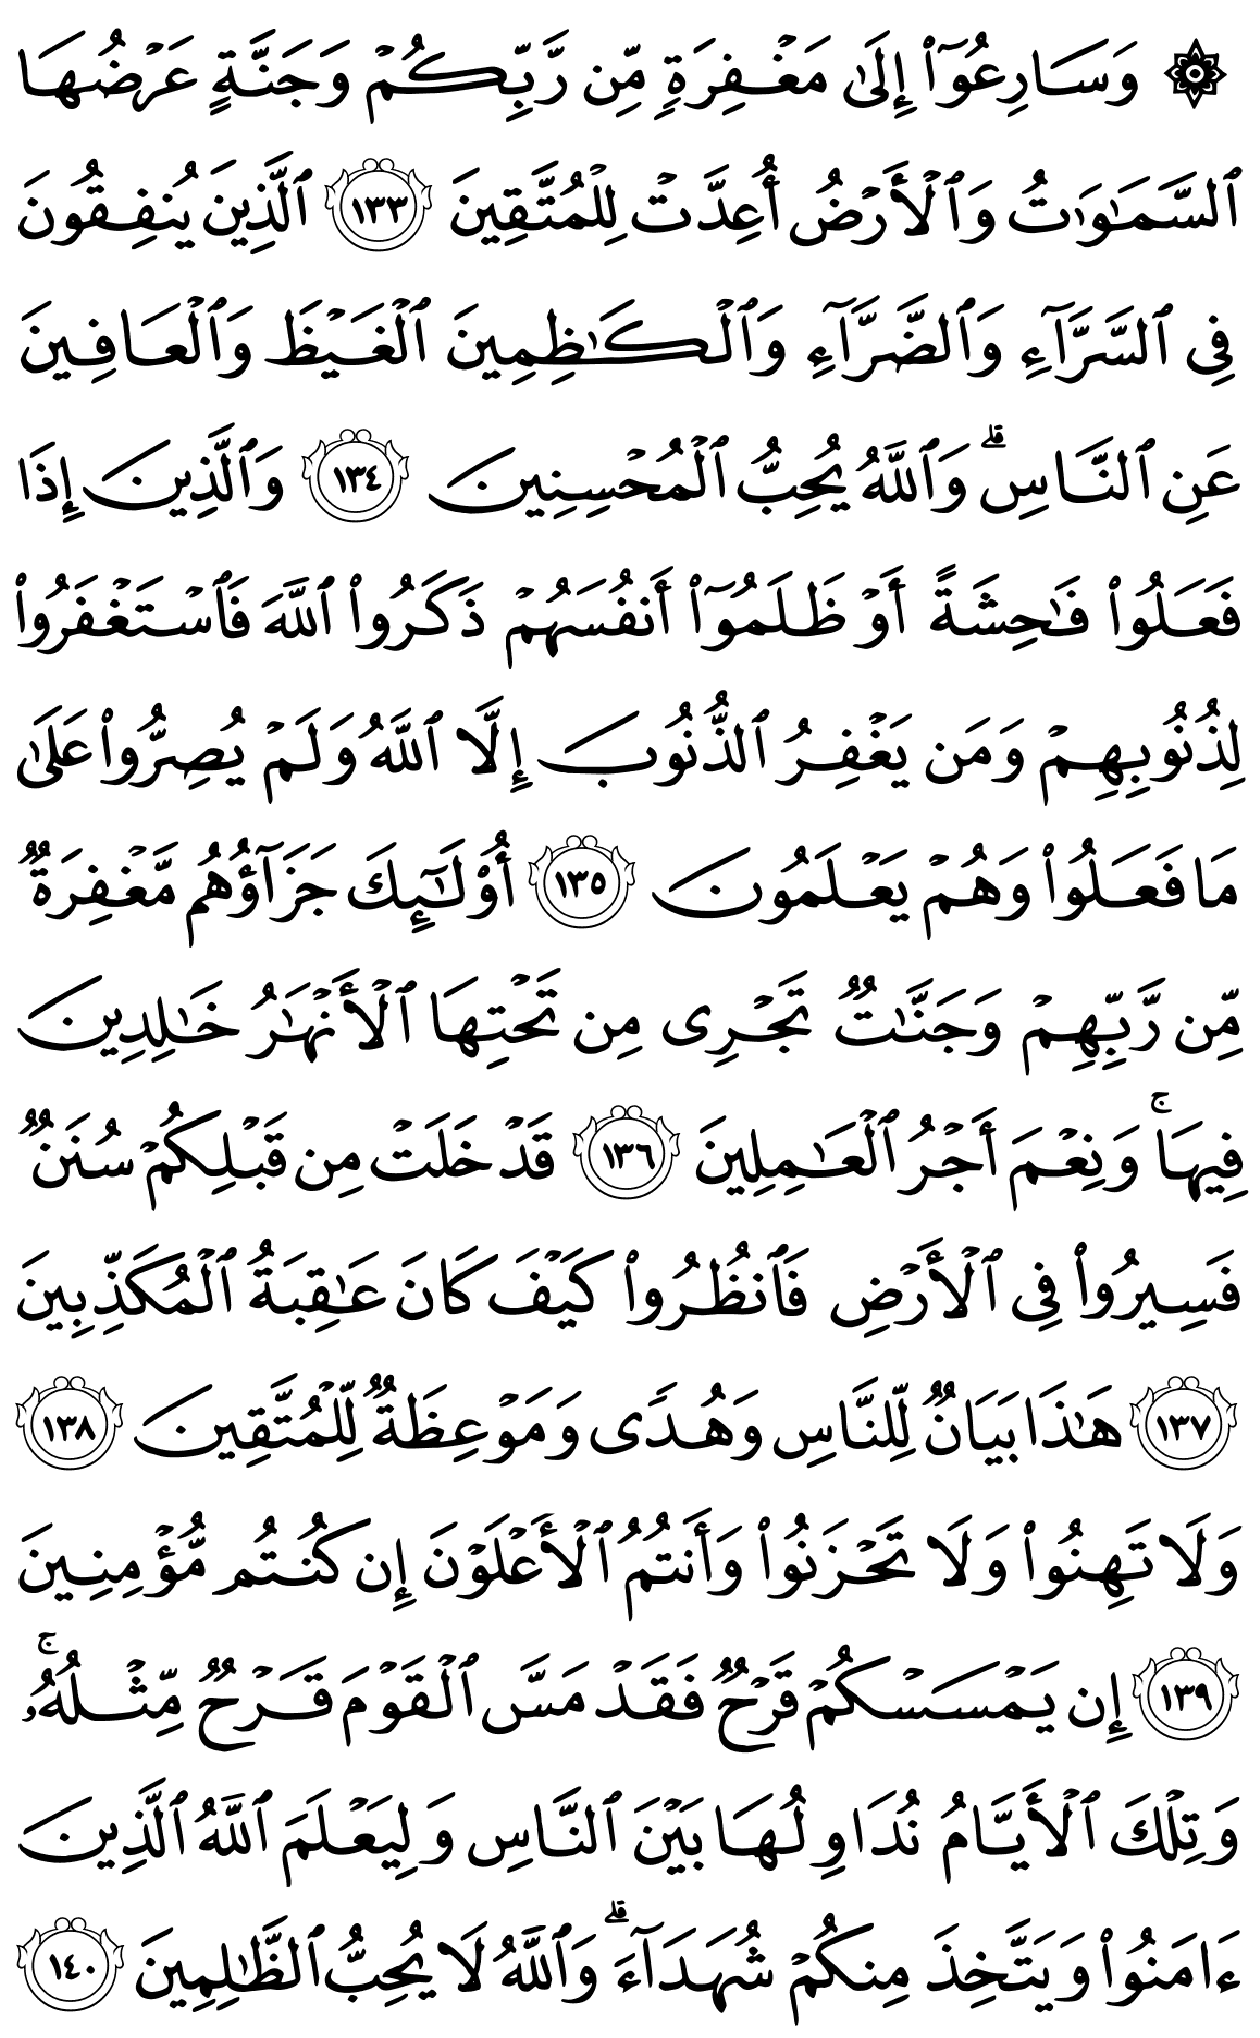 ۞ وَسَارِعُوٓا۟ إِلَىٰ مَغْفِرَةٍ مِّن رَّبِّكُمْ وَجَنَّةٍ عَرْضُهَا
ٱلسَّمَـٰوَٰتُ وَٱلْأَرْضُ أُعِدَّتْ لِلْمُتَّقِينَ ١٣٣ ٱلَّذِينَ يُنفِقُونَ
فِى ٱلسَّرَّآءِ وَٱلضَّرَّآءِ وَٱلْكَـٰظِمِينَ ٱلْغَيْظَ وَٱلْعَافِينَ
عَنِ ٱلنَّاسِ ۗ وَٱللَّهُ يُحِبُّ ٱلْمُحْسِنِينَ ١٣٤ وَٱلَّذِينَ إِذَا
فَعَلُوا۟ فَـٰحِشَةً أَوْ ظَلَمُوٓا۟ أَنفُسَهُمْ ذَكَرُوا۟ ٱللَّهَ فَٱسْتَغْفَرُوا۟
لِذُنُوبِهِمْ وَمَن يَغْفِرُ ٱلذُّنُوبَ إِلَّا ٱللَّهُ وَلَمْ يُصِرُّوا۟ عَلَىٰ
مَا فَعَلُوا۟ وَهُمْ يَعْلَمُونَ ١٣٥ أُو۟لَـٰٓئِكَ جَزَآؤُهُم مَّغْفِرَةٌ
مِّن رَّبِّهِمْ وَجَنَّـٰتٌ تَجْرِى مِن تَحْتِهَا ٱلْأَنْهَـٰرُ خَـٰلِدِينَ
فِيهَا ۚ وَنِعْمَ أَجْرُ ٱلْعَـٰمِلِينَ ١٣٦ قَدْ خَلَتْ مِن قَبْلِكُمْ سُنَنٌ
فَسِيرُوا۟ فِى ٱلْأَرْضِ فَٱنظُرُوا۟ كَيْفَ كَانَ عَـٰقِبَةُ ٱلْمُكَذِّبِينَ
١٣٧ هَـٰذَا بَيَانٌ لِّلنَّاسِ وَهُدًى وَمَوْعِظَةٌ لِّلْمُتَّقِينَ ١٣٨
وَلَا تَهِنُوا۟ وَلَا تَحْزَنُوا۟ وَأَنتُمُ ٱلْأَعْلَوْنَ إِن كُنتُم مُّؤْمِنِينَ
١٣٩ إِن يَمْسَسْكُمْ قَرْحٌ فَقَدْ مَسَّ ٱلْقَوْمَ قَرْحٌ مِّثْلُهُۥ ۚ
وَتِلْكَ ٱلْأَيَّامُ نُدَاوِلُهَا بَيْنَ ٱلنَّاسِ وَلِيَعْلَمَ ٱللَّهُ ٱلَّذِينَ
ءَامَنُوا۟ وَيَتَّخِذَ مِنكُمْ شُهَدَآءَ ۗ وَٱللَّهُ لَا يُحِبُّ ٱلظَّـٰلِمِينَ ١٤٠